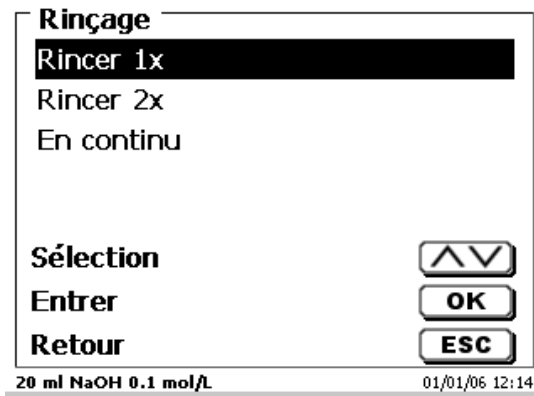 Rinçage
Rincer 1x
Rincer 2x
En continu
Sélection
Entrer OK
Retour ESC
20 ml NaOH 0.1 mol/L 01/01/06 12:14